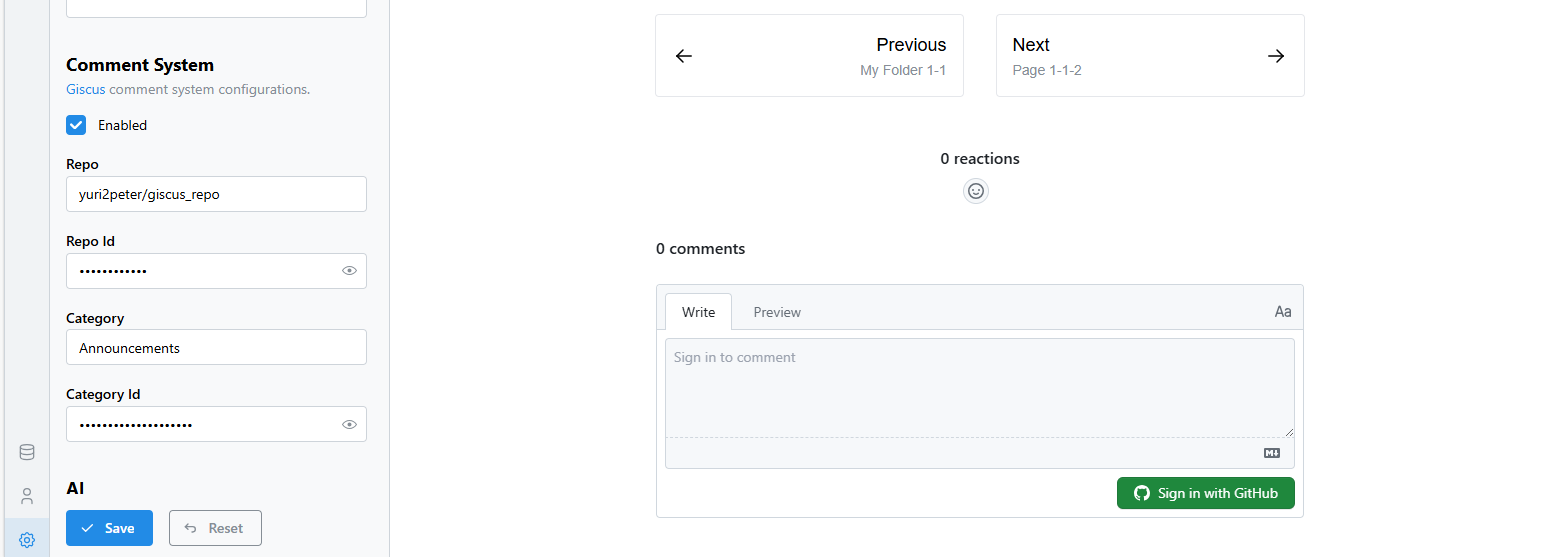 Comment System
Giscus comment system configurations.
Enabled
Repo
yuri2peter/giscus_repo
Repo Id
••••••••••••
Category
Announcements
Category Id
••••••••••••••••••••
AI
Save
Reset
Previous
My Folder 1-1
Next
Page 1-1-2
0 reactions
0 comments
Write
Preview
Aa
Sign in to comment
Sign in with GitHub